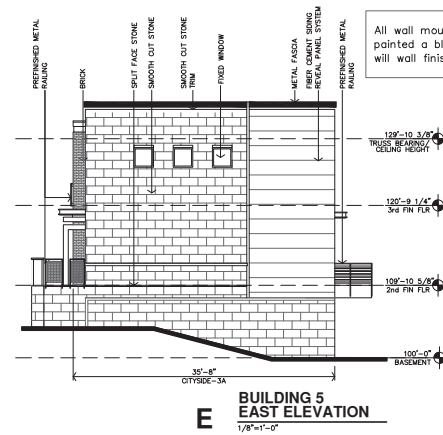 PREFINISHED METAL
RAILING
BRICK
SPLIT FACE STONE
SMOOTH CUT STONE
SMOOTH CUT STONE
TRIM
FIXED WINDOW
METAL FASCIA
FIBER CEMENT SIDING
REVEAL PANEL SYSTEM
PREFINISHED METAL
RAILING
All wall mou
painted a bl
will wall finis
129'-10 3/8"
TRUSS BEARING/
CEILING HEIGHT
120'-9 1/4"
3rd FIN FLR
109'-10 5/8"
2nd FIN FLR
100'-0"
BASEMENT
35'-8"
CITYSIDE-3A
E
BUILDING 5
EAST ELEVATION
1/8"=1'-0"